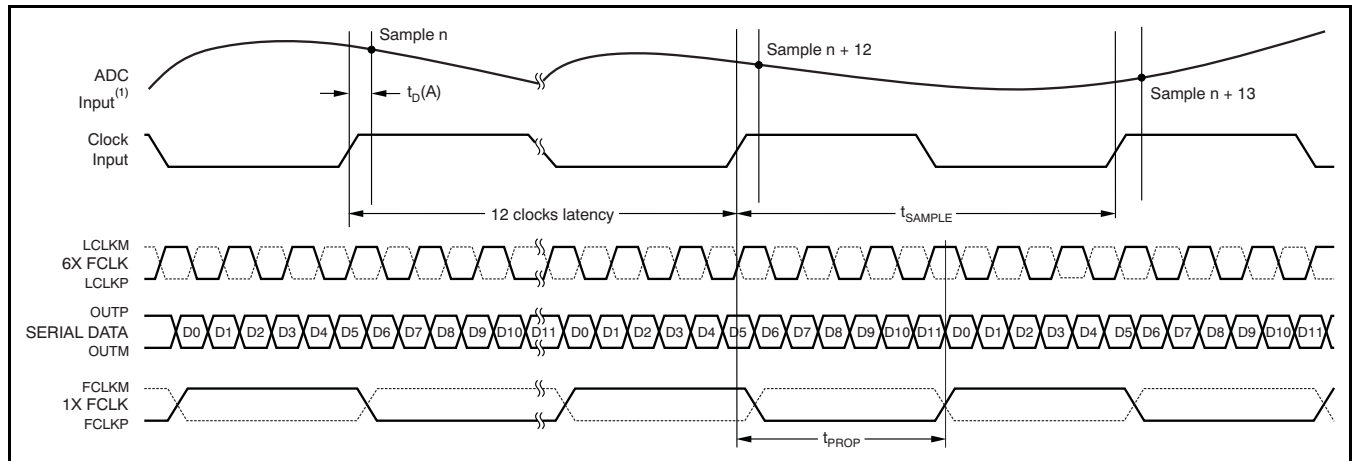 Sample n
Sample n + 12
Sample n + 13
ADC
Input(1)
tD(A)
Clock
Input
12 clocks latency
tSAMPLE
LCLKM
6X FCLK
LCLKP
OUTP
SERIAL DATA
OUTM
D0 D1 D2 D3 D4 D5 D6 D7 D8 D9 D10 D11 D0 D1 D2 D3 D4 D5 D6 D7 D8 D9 D10 D11 D0 D1 D2 D3 D4 D5 D6 D7 D8 D9 D10 D11
FCLKM
1X FCLK
FCLKP
tPROP